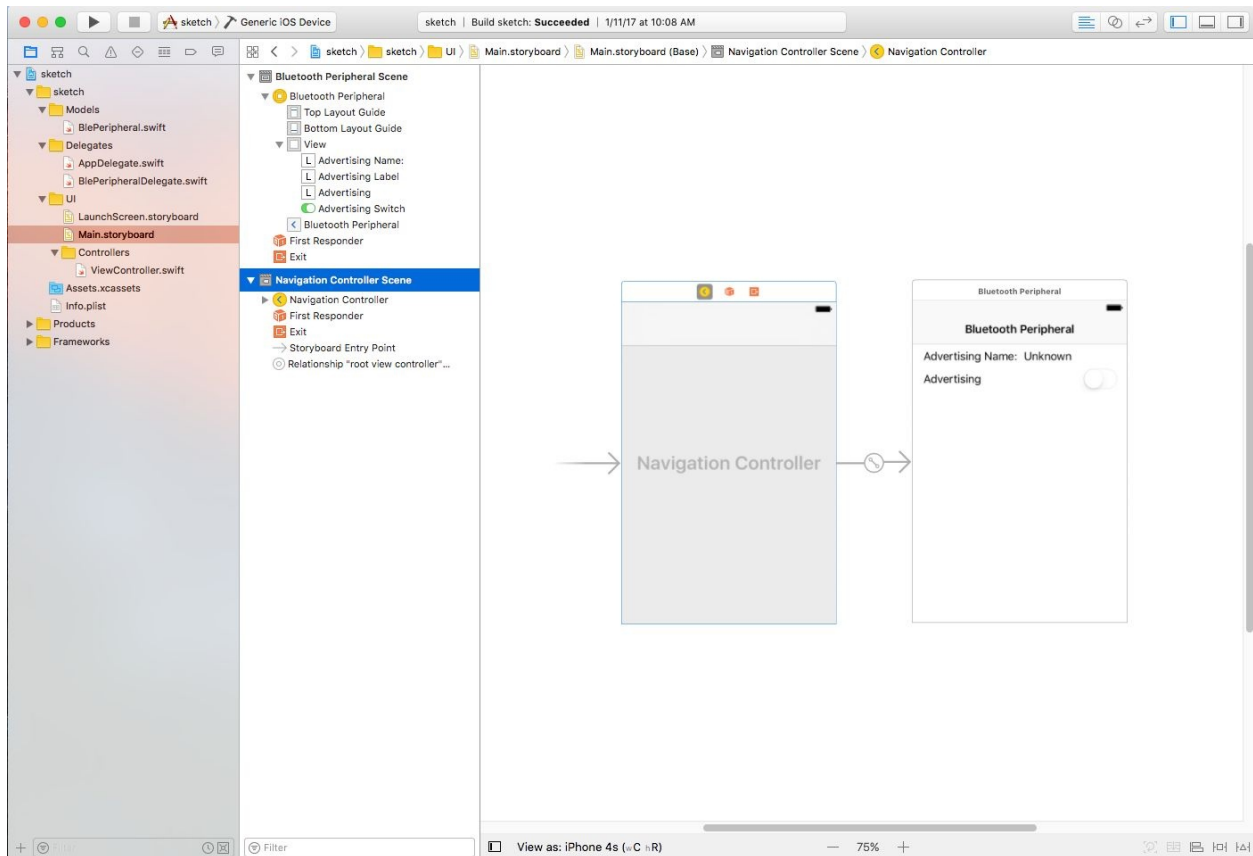 sketch Generic iOS Device
sketch | Build sketch: Succeeded | 1/11/17 at 10:08 AM
sketch sketch UI Main.storyboard Main.storyboard (Base) Navigation Controller Scene Navigation Controller
sketch
sketch
Models
BlePeripheral.swift
Delegates
AppDelegate.swift
BlePeripheralDelegate.swift
UI
LaunchScreen.storyboard
Main.storyboard
Controllers
ViewController.swift
Assets.xcassets
Info.plist
Products
Frameworks
Bluetooth Peripheral Scene
Bluetooth Peripheral
Top Layout Guide
Bottom Layout Guide
View
L Advertising Name:
L Advertising Label
L Advertising
Advertising Switch
Bluetooth Peripheral
First Responder
Exit
Navigation Controller Scene
Navigation Controller
First Responder
Exit
Storyboard Entry Point
Relationship "root view controller"...
Navigation Controller
Bluetooth Peripheral
Bluetooth Peripheral
Advertising Name: Unknown
Advertising
Filter
Filter
View as: iPhone 4s (wC hR)
75%